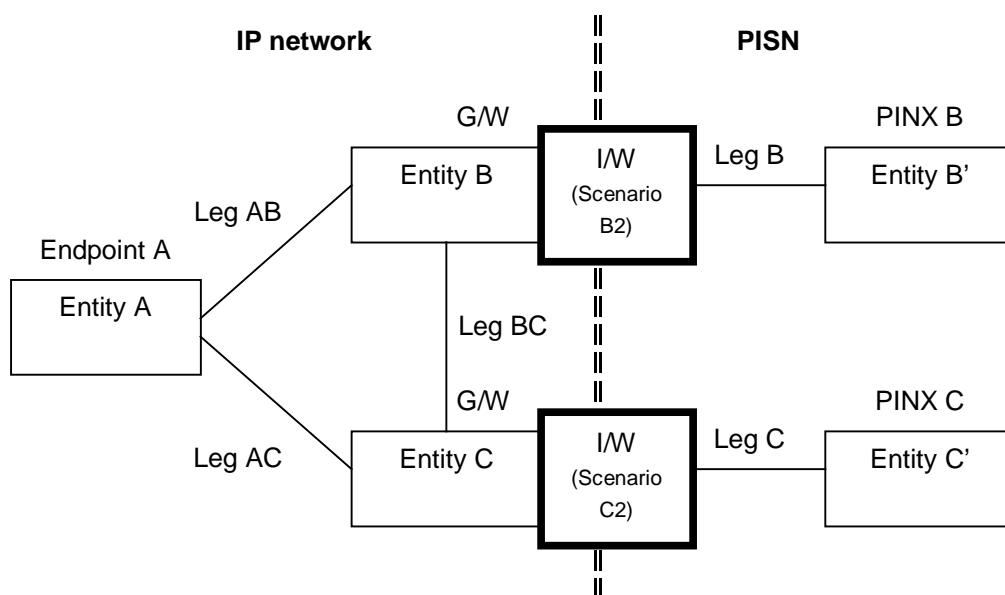 IP network
PISN
G/W
PINX B
Entity B
I/W
(Scenario
B2)
Leg B
Entity B’
Leg AB
Endpoint A
Entity A
Leg BC
G/W
PINX C
Leg AC
Entity C
I/W
(Scenario
C2)
Leg C
Entity C’